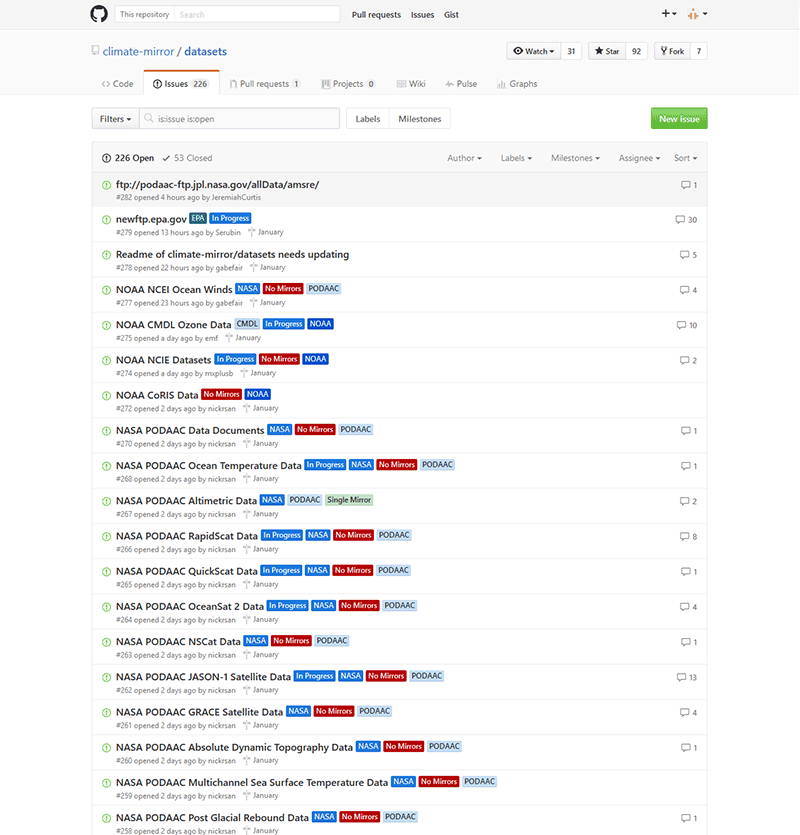 This repository Search Pull requests Issues Gist
climate-mirror / datasets Watch 31 Star 92 Fork 7
Code Issues 226 Pull requests 1 Projects 0 Wiki Pulse Graphs
Filters is:issue is:open Labels Milestones New issue
226 Open 53 Closed Author Labels Milestones Assignee Sort
ftp://podaac-ftp.jpl.nasa.gov/allData/amsre/ 1
#282 opened 4 hours ago by JeremiahCurtis
newftp.epa.gov EPA In Progress 30
#279 opened 13 hours ago by Serubin January
Readme of climate-mirror/datasets needs updating 5
#278 opened 22 hours ago by gabefair January
NOAA NCEI Ocean Winds NASA No Mirrors PODAAC 4
#277 opened 23 hours ago by gabefair January
NOAA CMDL Ozone Data CMDL In Progress NOAA 10
#275 opened a day ago by emf January
NOAA NCIE Datasets In Progress No Mirrors NOAA 2
#274 opened a day ago by mxplusb January
NOAA CoRIS Data No Mirrors NOAA
#272 opened 2 days ago by nickrsan January
NASA PODAAC Data Documents NASA No Mirrors PODAAC 1
#270 opened 2 days ago by nickrsan January
NASA PODAAC Ocean Temperature Data In Progress NASA No Mirrors PODAAC 1
#268 opened 2 days ago by nickrsan January
NASA PODAAC Altimetric Data NASA PODAAC Single Mirror 2
#267 opened 2 days ago by nickrsan January
NASA PODAAC RapidScat Data In Progress NASA No Mirrors PODAAC 8
#266 opened 2 days ago by nickrsan January
NASA PODAAC QuickScat Data In Progress NASA No Mirrors PODAAC 1
#265 opened 2 days ago by nickrsan January
NASA PODAAC OceanSat 2 Data In Progress NASA No Mirrors PODAAC 4
#264 opened 2 days ago by nickrsan January
NASA PODAAC NSCat Data NASA No Mirrors PODAAC 1
#263 opened 2 days ago by nickrsan January
NASA PODAAC JASON-1 Satellite Data In Progress NASA No Mirrors PODAAC 13
#262 opened 2 days ago by nickrsan January
NASA PODAAC GRACE Satellite Data NASA No Mirrors PODAAC 4
#261 opened 2 days ago by nickrsan January
NASA PODAAC Absolute Dynamic Topography Data NASA No Mirrors PODAAC 1
#260 opened 2 days ago by nickrsan January
NASA PODAAC Multichannel Sea Surface Temperature Data NASA No Mirrors PODAAC
#259 opened 2 days ago by nickrsan January
NASA PODAAC Post Glacial Rebound Data NASA No Mirrors PODAAC 1
#258 opened 2 days ago by nickrsan January